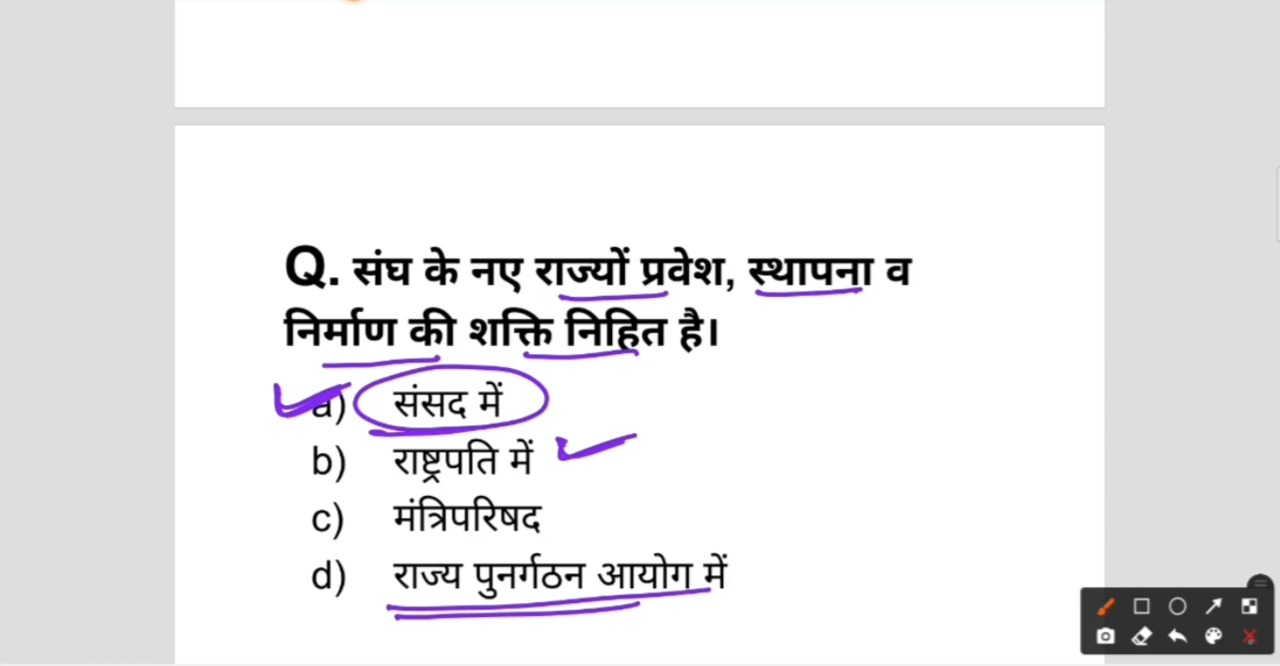 Q. संघ के नए राज्यों प्रवेश, स्थापना व
निर्माण की शक्ति निहित है।
a) संसद में
b) राष्ट्रपति में
c) मंत्रिपरिषद
d) राज्य पुनर्गठन आयोग में